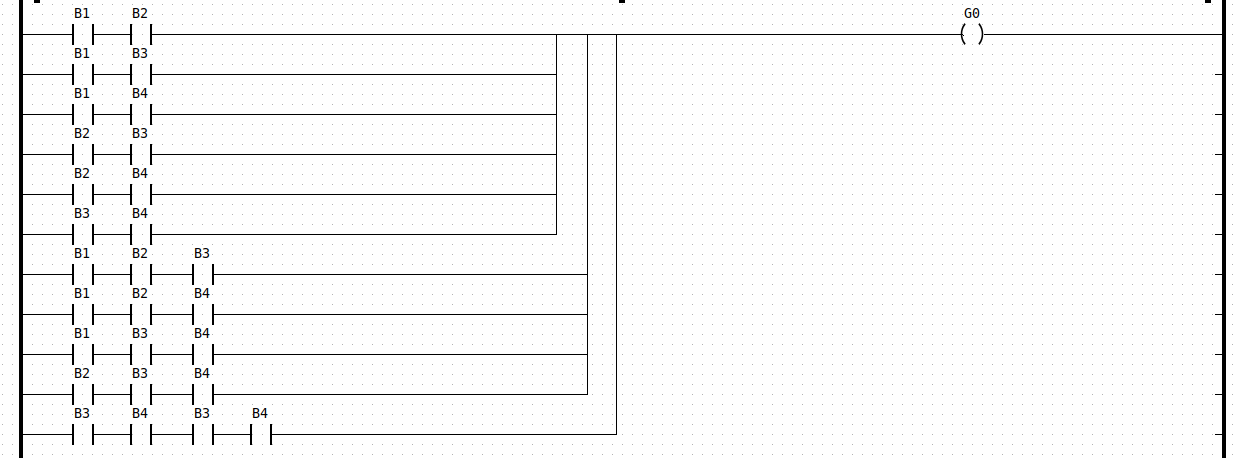 B1 B2 G0
B1 B3
B1 B4
B2 B3
B2 B4
B3 B4
B1 B2 B3
B1 B2 B4
B1 B3 B4
B2 B3 B4
B3 B4 B3 B4